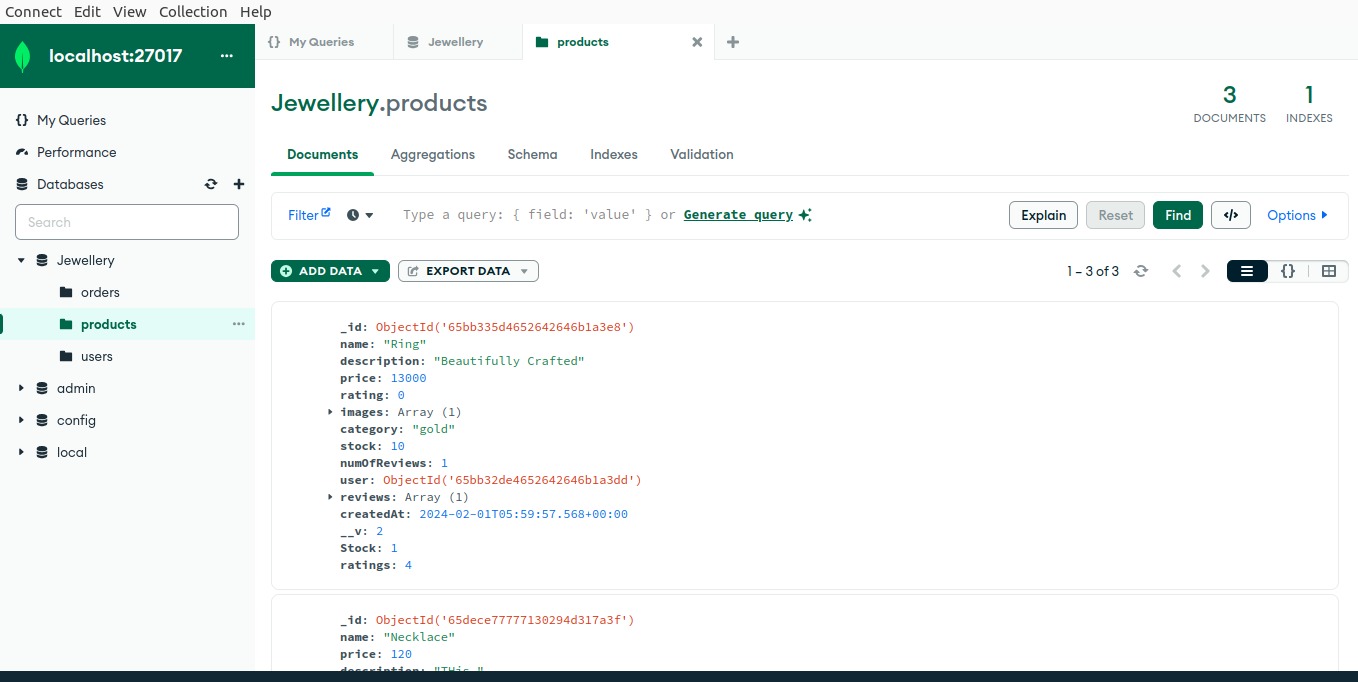 Connect Edit View Collection Help
localhost:27017 ...
{} My Queries
Jewellery
products
My Queries
Performance
Databases
Search
Jewellery
orders
products
users
admin
config
local
Jewellery.products
3
DOCUMENTS
1
INDEXES
Documents Aggregations Schema Indexes Validation
Filter Type a query: { field: 'value' } or Generate query Explain Reset Find </> Options
ADD DATA EXPORT DATA 1 – 3 of 3 {}
_id: ObjectId('65bb335d4652642646b1a3e8')
name: "Ring"
description: "Beautifully Crafted"
price: 13000
rating: 0
images: Array (1)
category: "gold"
stock: 10
numOfReviews: 1
user: ObjectId('65bb32de4652642646b1a3dd')
reviews: Array (1)
createdAt: 2024-02-01T05:59:57.568+00:00
__v: 2
Stock: 1
ratings: 4
_id: ObjectId('65dece77777130294d317a3f')
name: "Necklace"
price: 120
description: "THis "